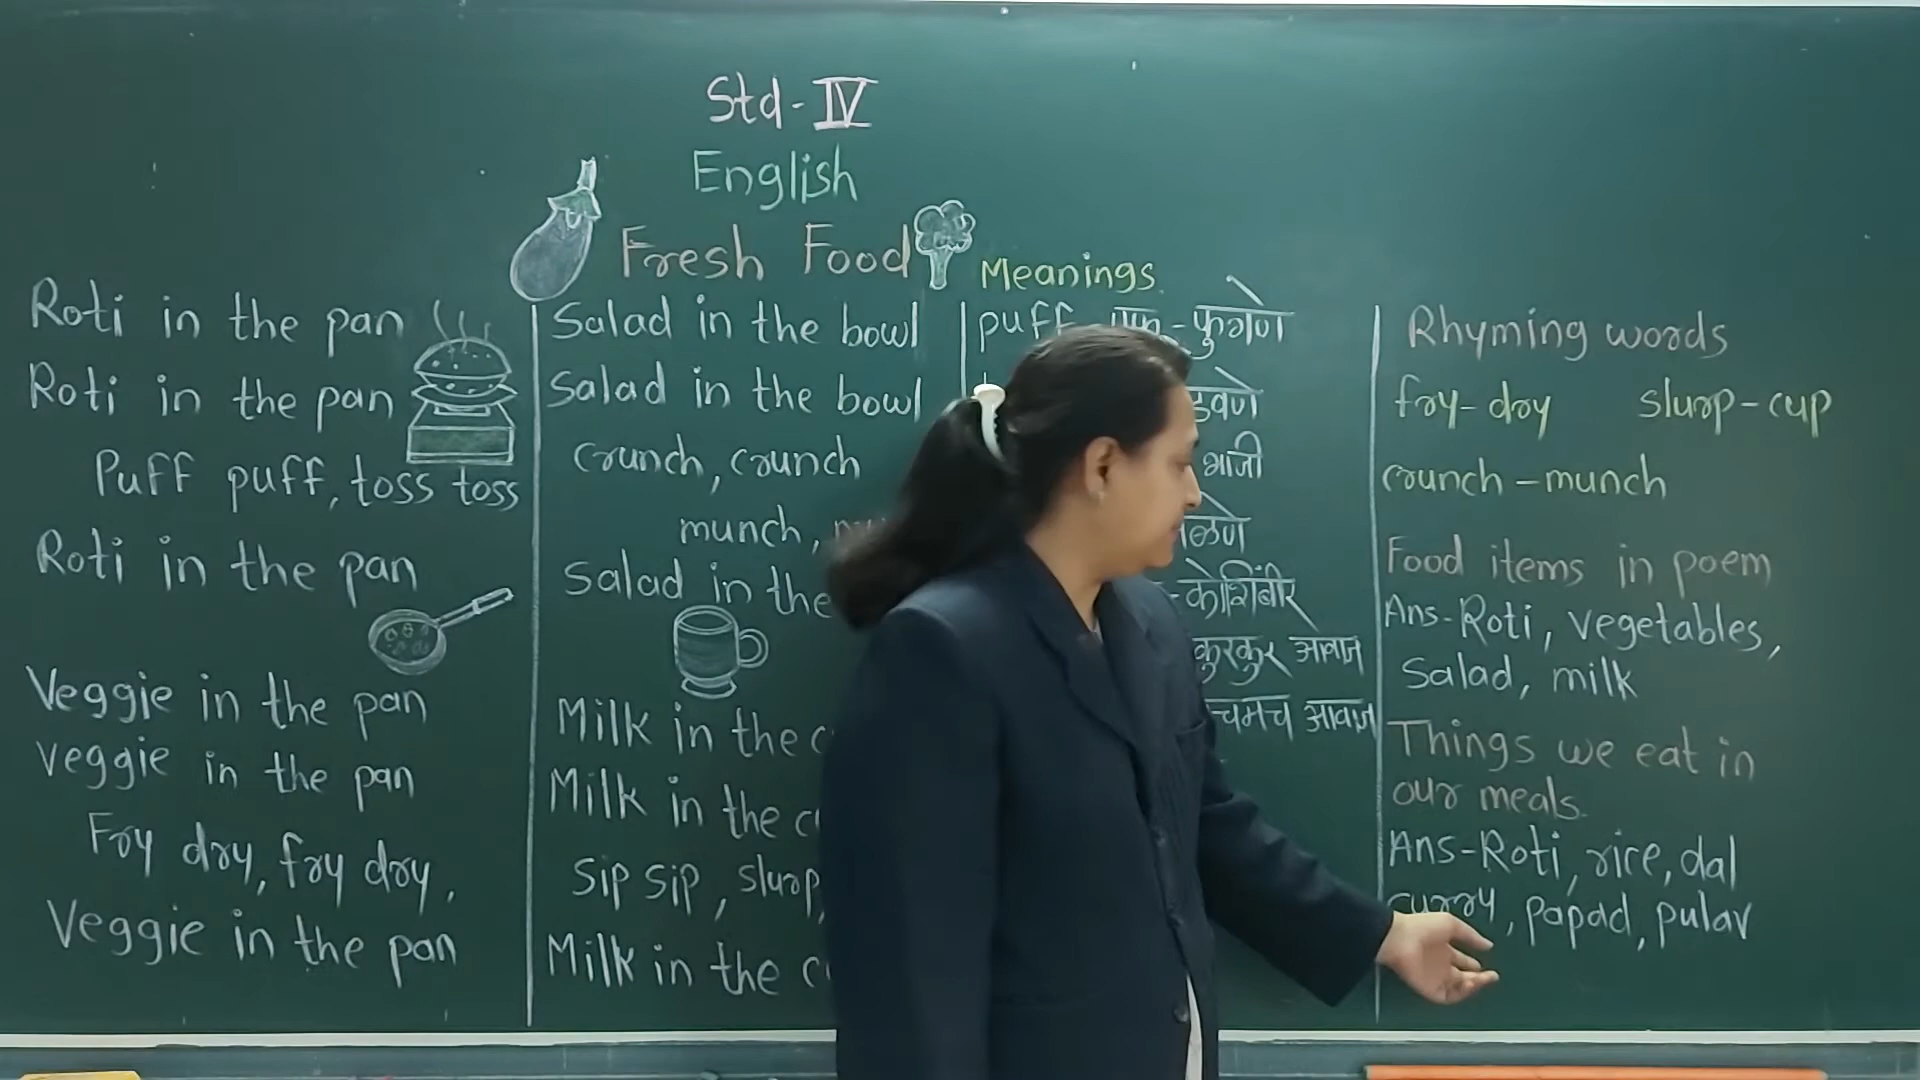 Std-IV
English
Fresh Food
Roti in the pan
Roti in the pan
Puff puff, toss toss
Roti in the pan
Veggie in the pan
veggie in the pan
Fry dry, fry dry,
Veggie in the pan
Salad in the bowl
Salad in the bowl
crunch, crunch
munch,
Salad in the
Milk in the
Milk in the
Sip sip, slurp,
Milk in the
Meanings
puff - पफ - फुगणे
भाजी
- कोशिंबीर
कुरकुर आवाज
चमच आवाज
Rhyming words
fry-dry slurp-cup
crunch-munch
Food items in poem
Ans-Roti, vegetables,
Salad, milk
Things we eat in
our meals.
Ans-Roti, rice, dal
curry, papad, pulav